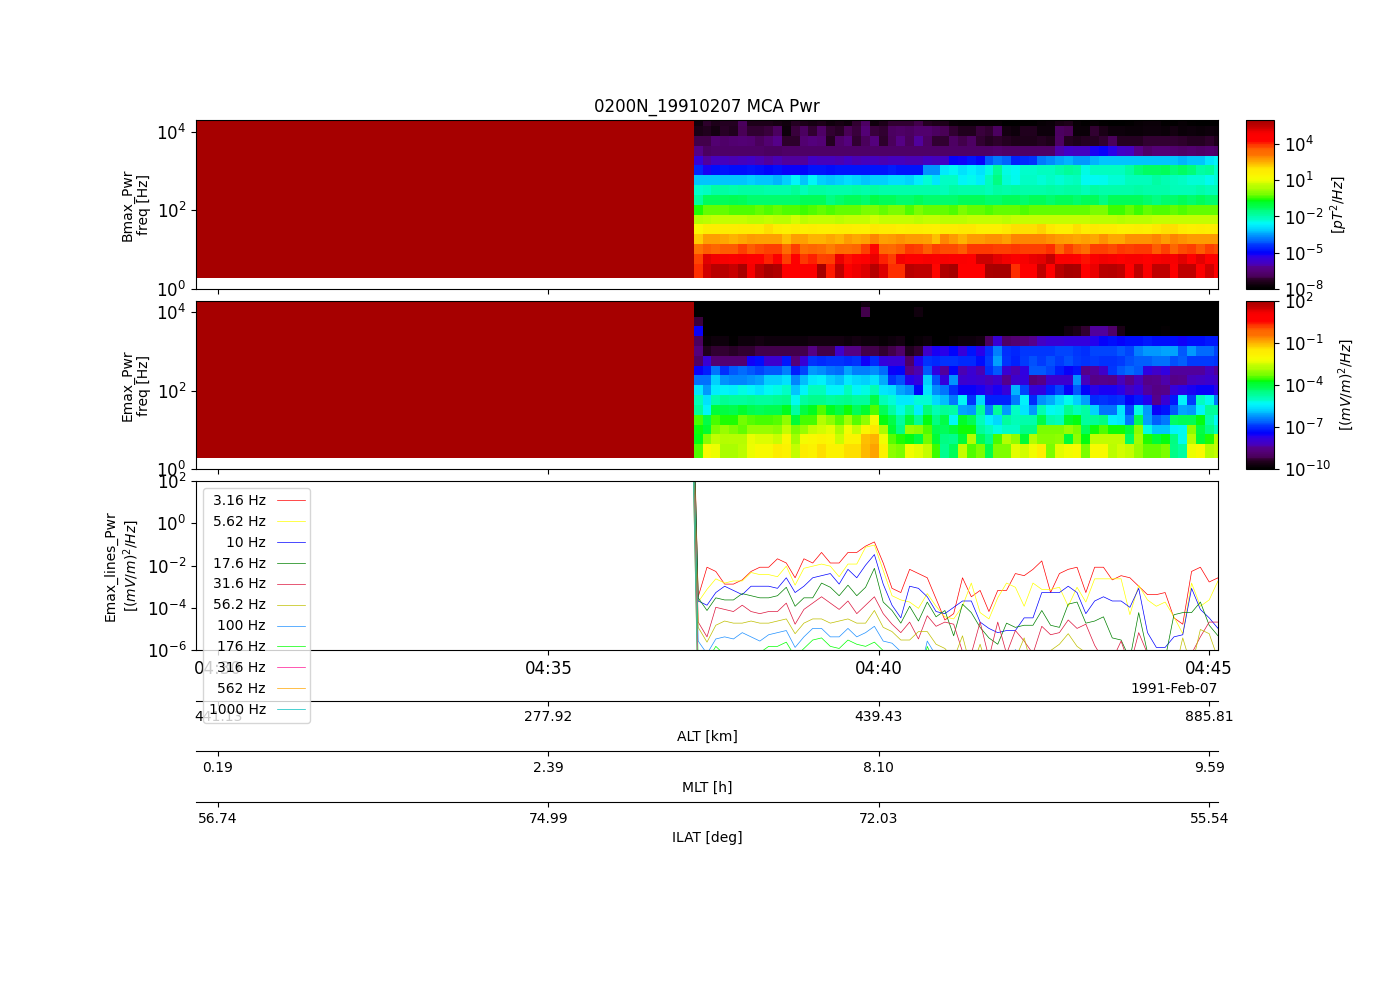 0200N_19910207 MCA Pwr
Bmax_Pwr
freq [Hz]
10^4
10^2
10^0
10^4
10^1
10^-2
10^-5
10^-8
[pT^2/Hz]
Emax_Pwr
freq [Hz]
10^4
10^2
10^0
10^2
10^-1
10^-4
10^-7
10^-10
[(mV/m)^2/Hz]
Emax_lines_Pwr
[(mV/m)^2/Hz]
10^2
10^0
10^-2
10^-4
10^-6
3.16 Hz
5.62 Hz
10 Hz
17.6 Hz
31.6 Hz
56.2 Hz
100 Hz
176 Hz
316 Hz
562 Hz
1000 Hz
04:30 04:35 04:40 04:45
1991-Feb-07
441.13 277.92 439.43 885.81
ALT [km]
0.19 2.39 8.10 9.59
MLT [h]
56.74 74.99 72.03 55.54
ILAT [deg]